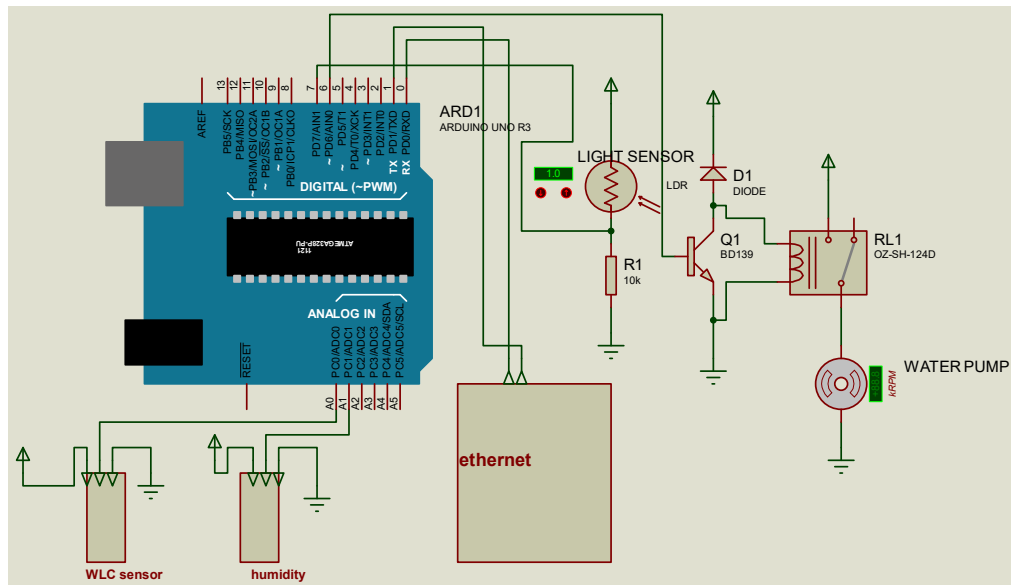 13
12
11
10
9
8
7
6
5
4
3
2
1
0
AREF
PB5/SCK
PB4/MISO
~PB3/MOSI/OC2A
~PB2/SS/OC1B
~PB1/OC1A
PB0/ICP1/CLKO
PD7/AIN1
~PD6/AIN0
~PD5/T1
PD4/T0/XCK
~PD3/INT1
PD2/INT0
TX PD1/TXD
RX PD0/RXD
ARD1
ARDUINO UNO R3
DIGITAL (~PWM)
ATMEGA328P-PU
1121
ANALOG IN
RESET
PC0/ADC0
PC1/ADC1
PC2/ADC2
PC3/ADC3
PC4/ADC4/SDA
PC5/ADC5/SCL
A0
A1
A2
A3
A4
A5
LIGHT SENSOR
1.0
LDR
R1
10k
D1
DIODE
Q1
BD139
RL1
OZ-SH-124D
WATER PUMP
kRPM
ethernet
WLC sensor
humidity